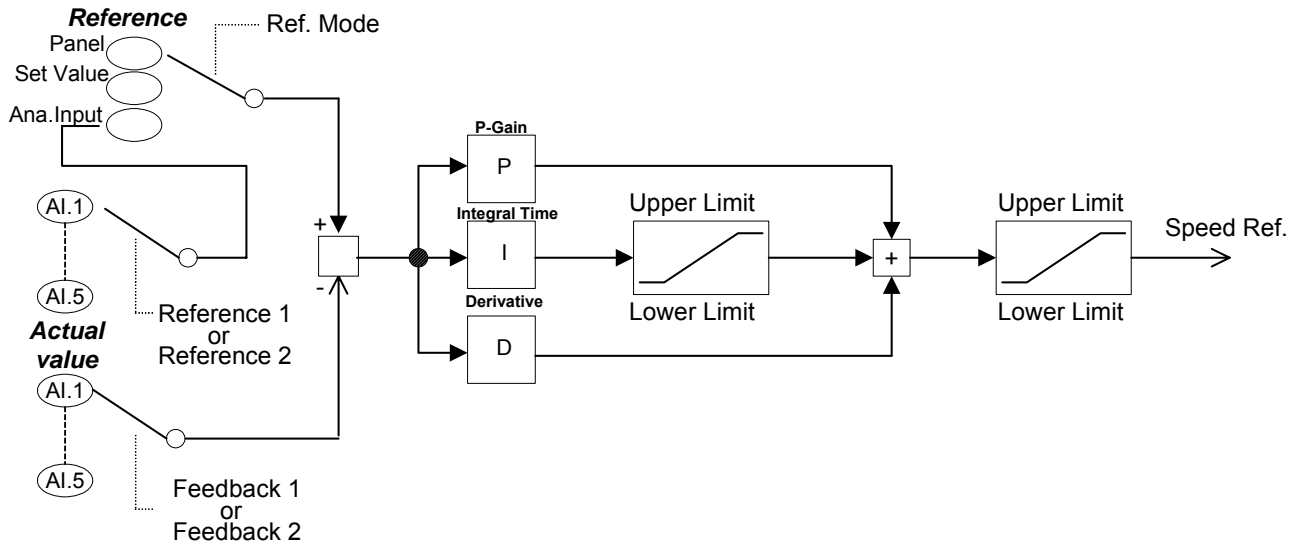 Reference
Panel
Set Value
Ana.Input
Ref. Mode
AI.1
AI.5
Reference 1
or
Reference 2
Actual
value
AI.1
AI.5
Feedback 1
or
Feedback 2
+
-
P-Gain
P
Integral Time
I
Derivative
D
Upper Limit
Lower Limit
+
Upper Limit
Lower Limit
Speed Ref.